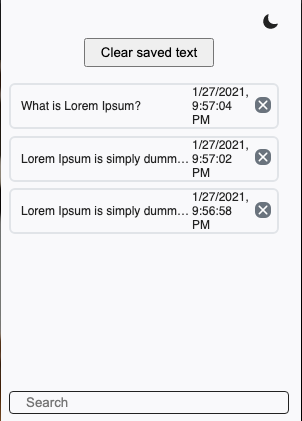 Clear saved text
What is Lorem Ipsum?
1/27/2021,
9:57:04
PM
Lorem Ipsum is simply dumm...
1/27/2021,
9:57:02
PM
Lorem Ipsum is simply dumm...
1/27/2021,
9:56:58
PM
Search